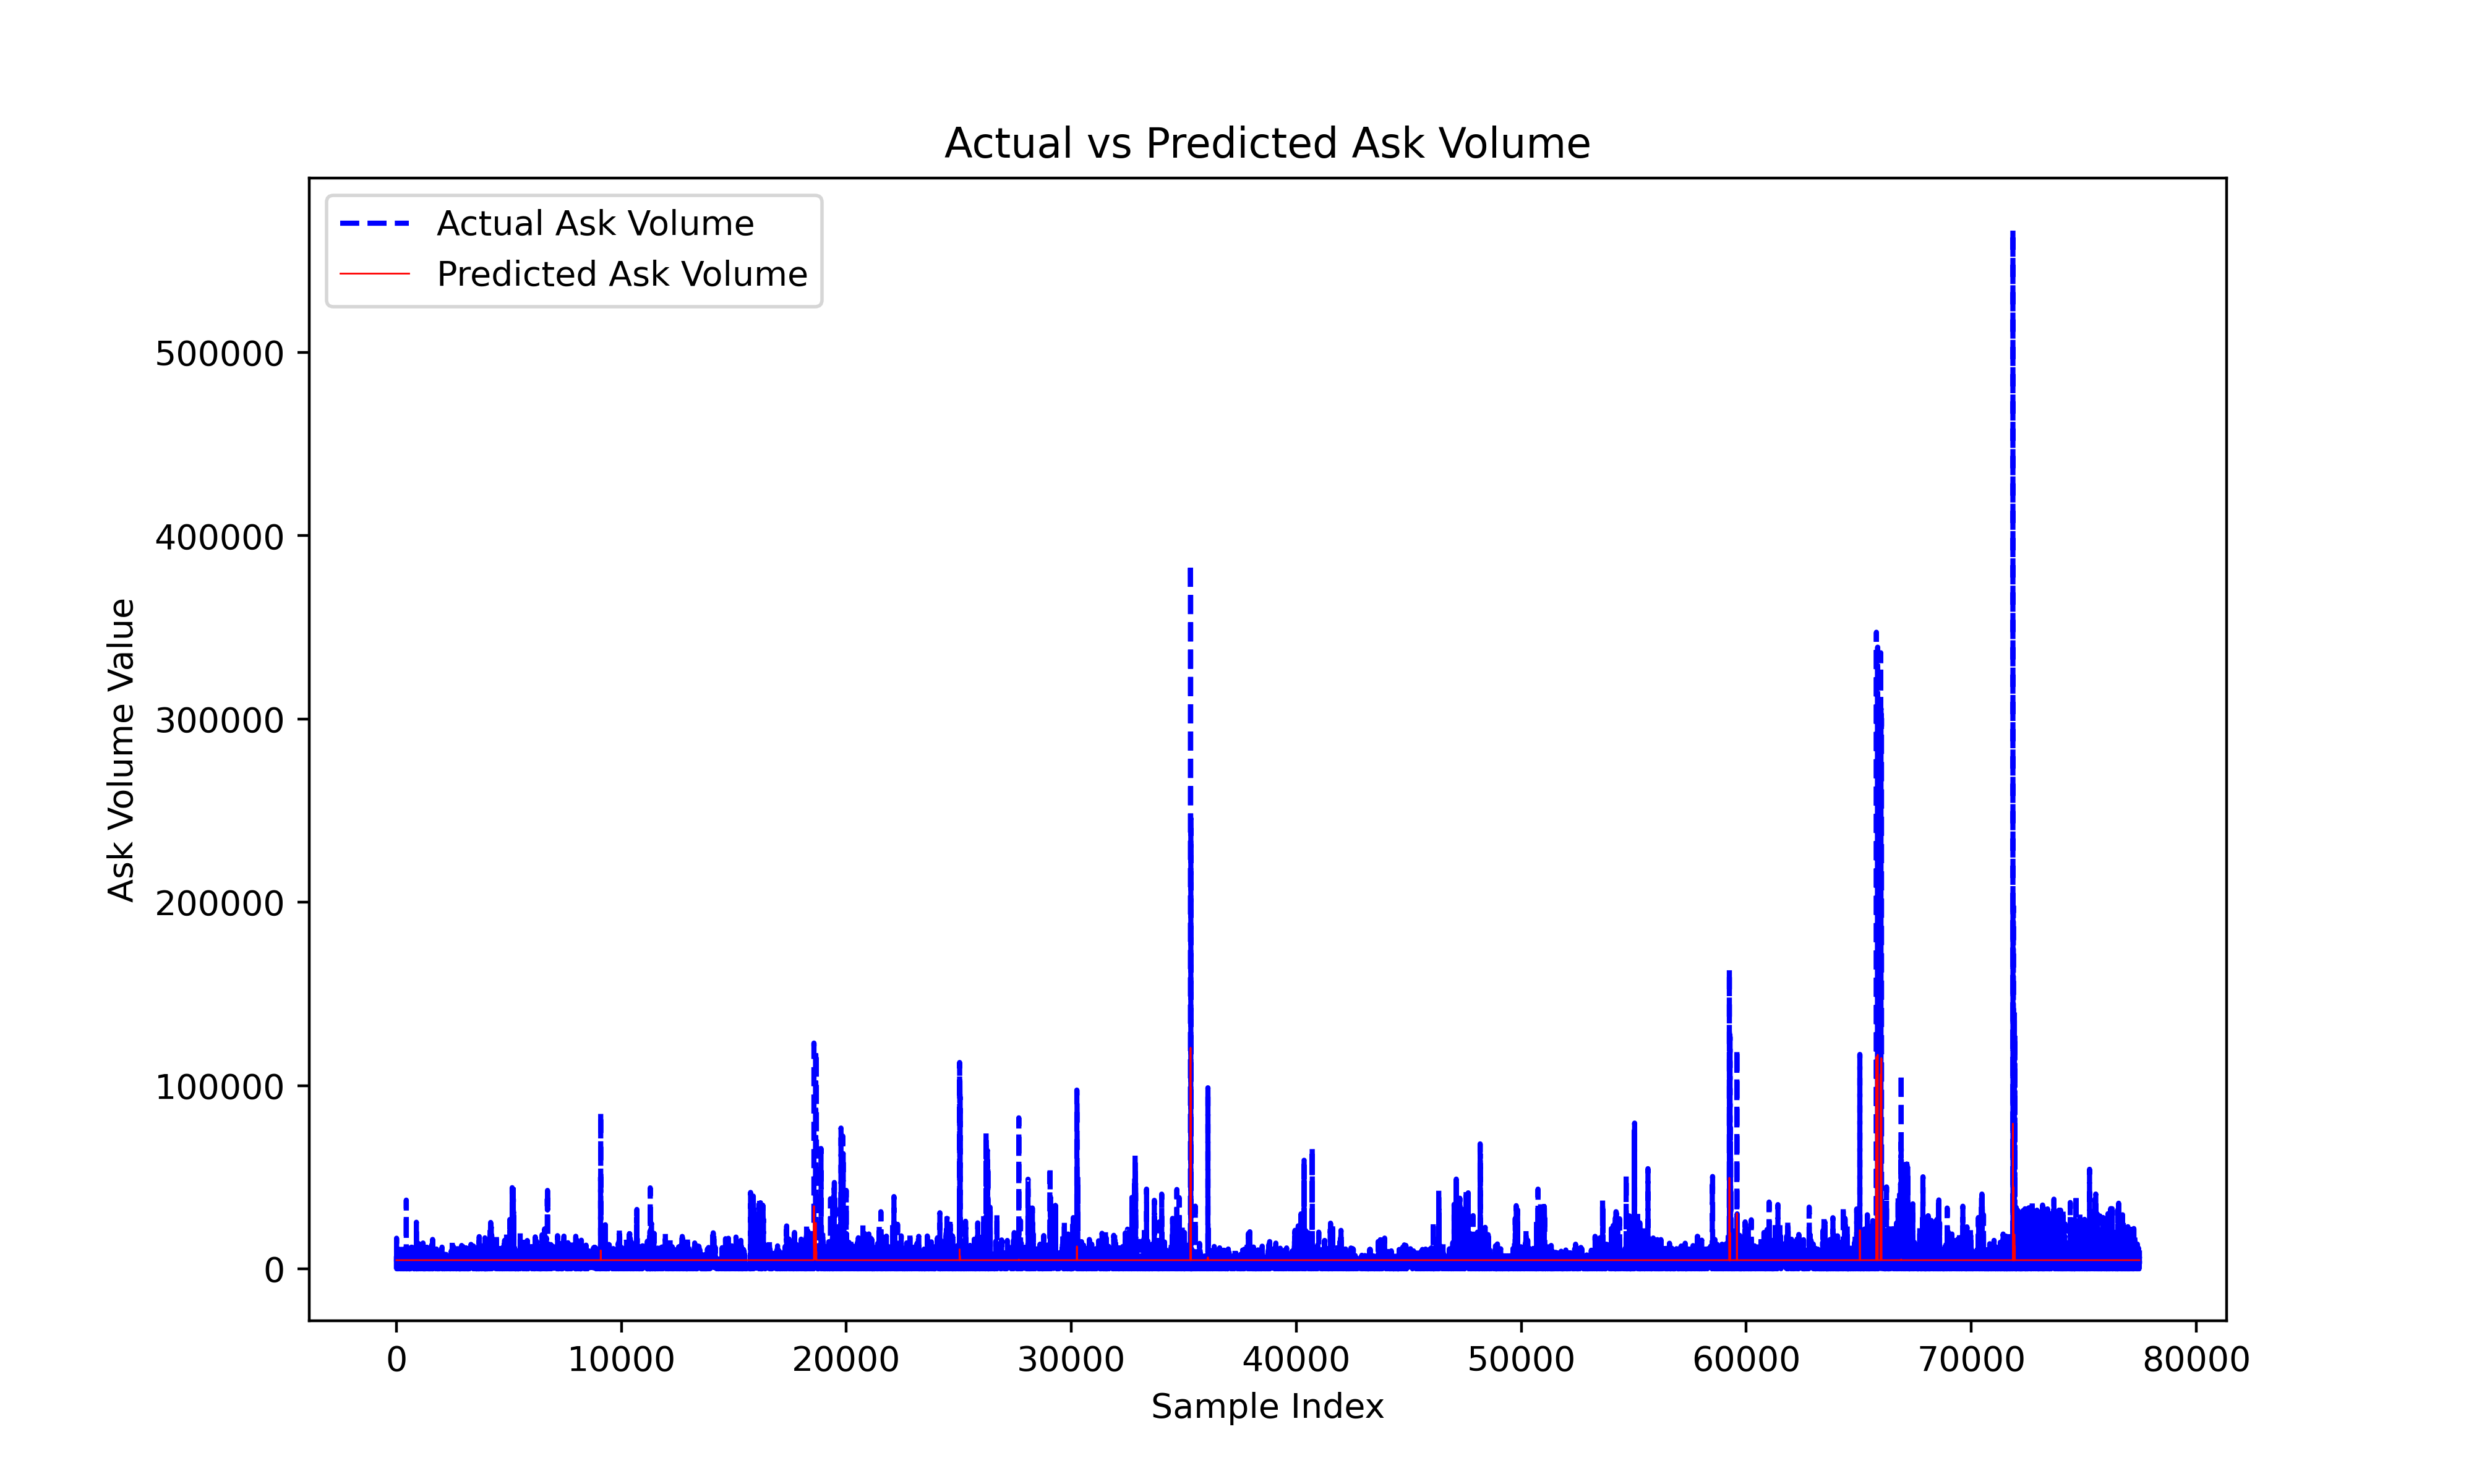 Actual vs Predicted Ask Volume
Actual Ask Volume
Predicted Ask Volume
Ask Volume Value
500000
400000
300000
200000
100000
0
0 10000 20000 30000 40000 50000 60000 70000 80000
Sample Index